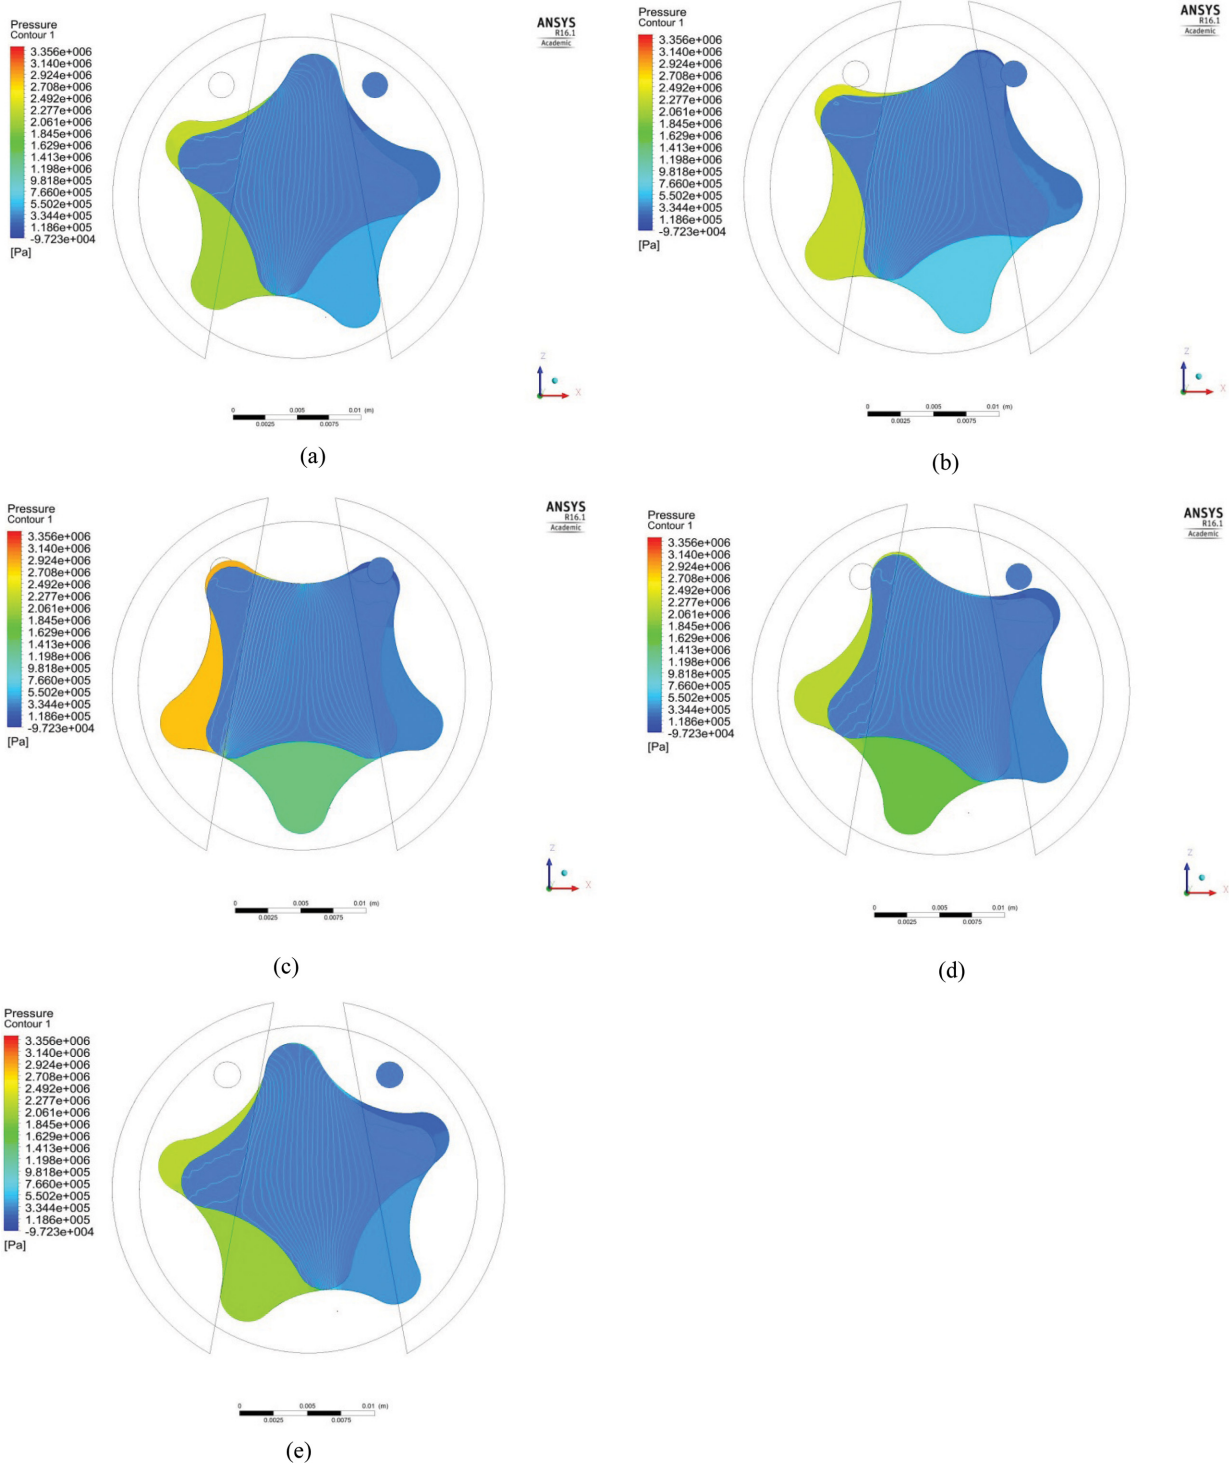 Pressure
Contour 1
3.356e+006
3.140e+006
2.924e+006
2.708e+006
2.492e+006
2.277e+006
2.061e+006
1.845e+006
1.629e+006
1.413e+006
1.198e+006
9.818e+005
7.660e+005
5.502e+005
3.344e+005
1.186e+005
-9.723e+004
[Pa]
ANSYS
R16.1
Academic
Z
X
0 0.005 0.01 (m)
0.0025 0.0075
(a)
Pressure
Contour 1
3.356e+006
3.140e+006
2.924e+006
2.708e+006
2.492e+006
2.277e+006
2.061e+006
1.845e+006
1.629e+006
1.413e+006
1.198e+006
9.818e+005
7.660e+005
5.502e+005
3.344e+005
1.186e+005
-9.723e+004
[Pa]
ANSYS
R16.1
Academic
Z
X
0 0.005 0.01 (m)
0.0025 0.0075
(b)
Pressure
Contour 1
3.356e+006
3.140e+006
2.924e+006
2.708e+006
2.492e+006
2.277e+006
2.061e+006
1.845e+006
1.629e+006
1.413e+006
1.198e+006
9.818e+005
7.660e+005
5.502e+005
3.344e+005
1.186e+005
-9.723e+004
[Pa]
ANSYS
R16.1
Academic
Z
X
0 0.005 0.01 (m)
0.0025 0.0075
(c)
Pressure
Contour 1
3.356e+006
3.140e+006
2.924e+006
2.708e+006
2.492e+006
2.277e+006
2.061e+006
1.845e+006
1.629e+006
1.413e+006
1.198e+006
9.818e+005
7.660e+005
5.502e+005
3.344e+005
1.186e+005
-9.723e+004
[Pa]
ANSYS
R16.1
Academic
Z
X
0 0.005 0.01 (m)
0.0025 0.0075
(d)
Pressure
Contour 1
3.356e+006
3.140e+006
2.924e+006
2.708e+006
2.492e+006
2.277e+006
2.061e+006
1.845e+006
1.629e+006
1.413e+006
1.198e+006
9.818e+005
7.660e+005
5.502e+005
3.344e+005
1.186e+005
-9.723e+004
[Pa]
0 0.005 0.01 (m)
0.0025 0.0075
(e)